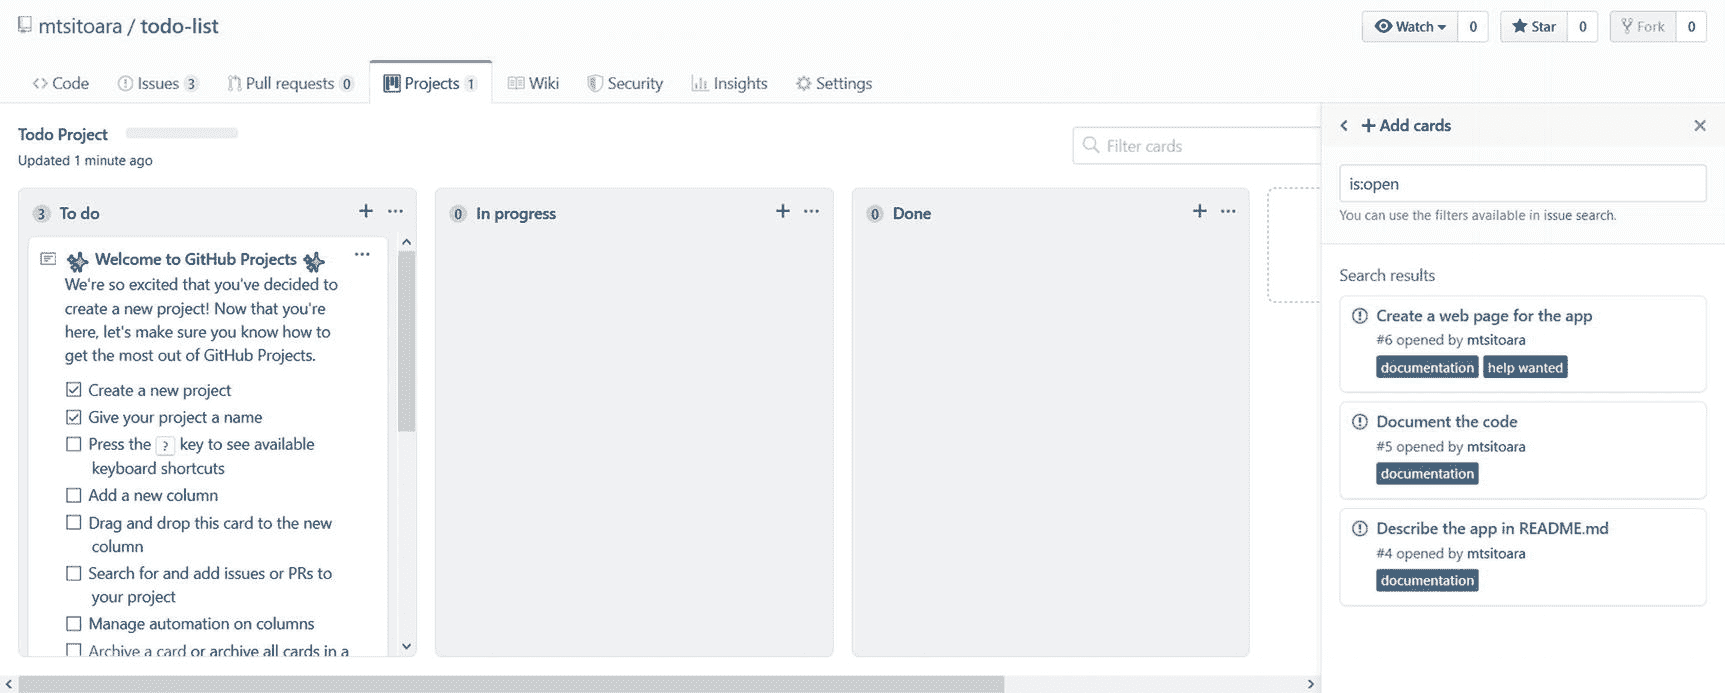 mtsitoara / todo-list
Watch 0 Star 0 Fork 0
Code Issues 3 Pull requests 0 Projects 1 Wiki Security Insights Settings
Todo Project
Updated 1 minute ago
Filter cards
3 To do
Welcome to GitHub Projects
We're so excited that you've decided to
create a new project! Now that you're
here, let's make sure you know how to
get the most out of GitHub Projects.
Create a new project
Give your project a name
Press the ? key to see available
keyboard shortcuts
Add a new column
Drag and drop this card to the new
column
Search for and add issues or PRs to
your project
Manage automation on columns
Archive a card or archive all cards in a
0 In progress
0 Done
Add cards
is:open
You can use the filters available in issue search.
Search results
Create a web page for the app
#6 opened by mtsitoara
documentation help wanted
Document the code
#5 opened by mtsitoara
documentation
Describe the app in README.md
#4 opened by mtsitoara
documentation